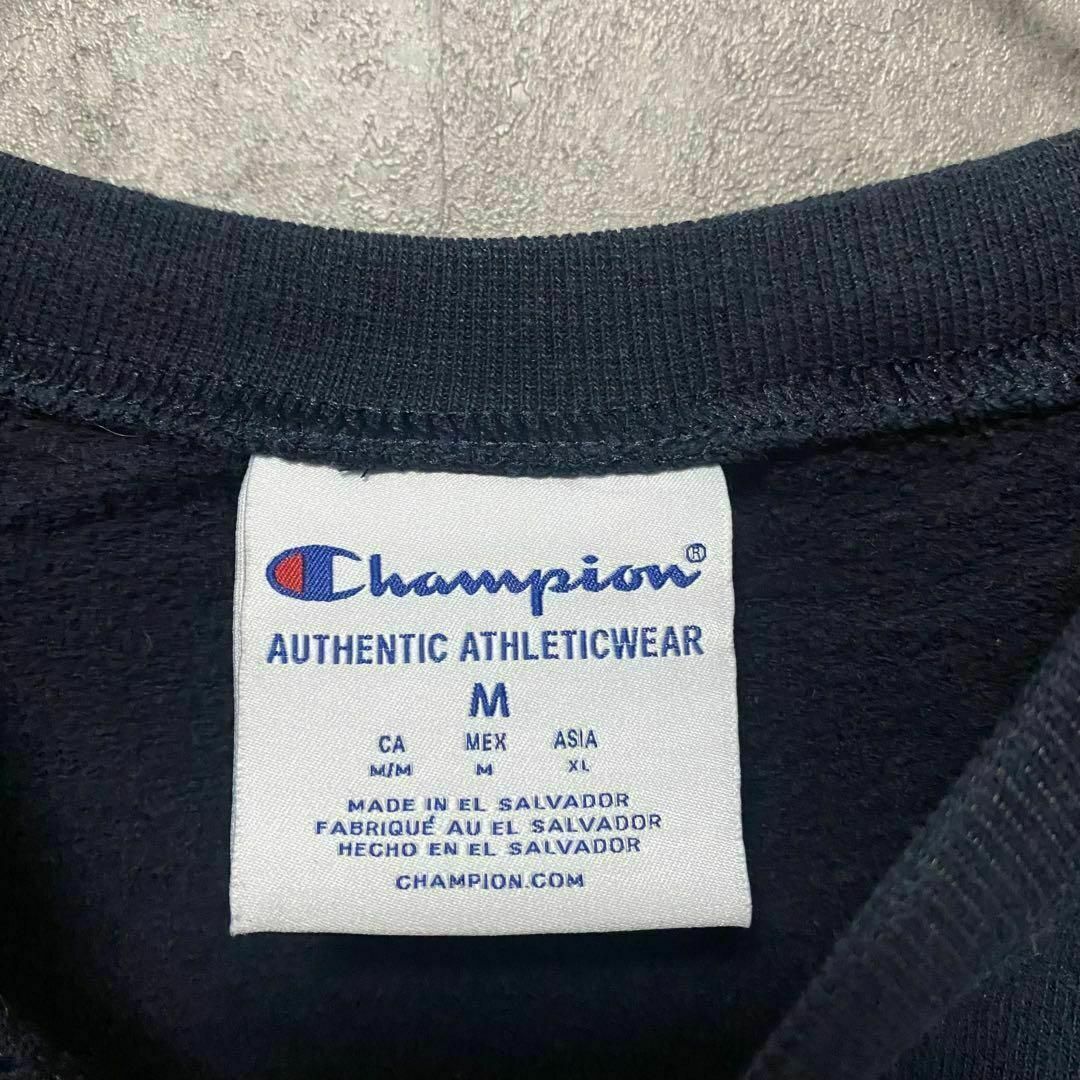 Champion®
AUTHENTIC ATHLETICWEAR
M
CA MEX ASIA
M/M M XL
MADE IN EL SALVADOR
FABRIQUÉ AU EL SALVADOR
HECHO EN EL SALVADOR
CHAMPION.COM